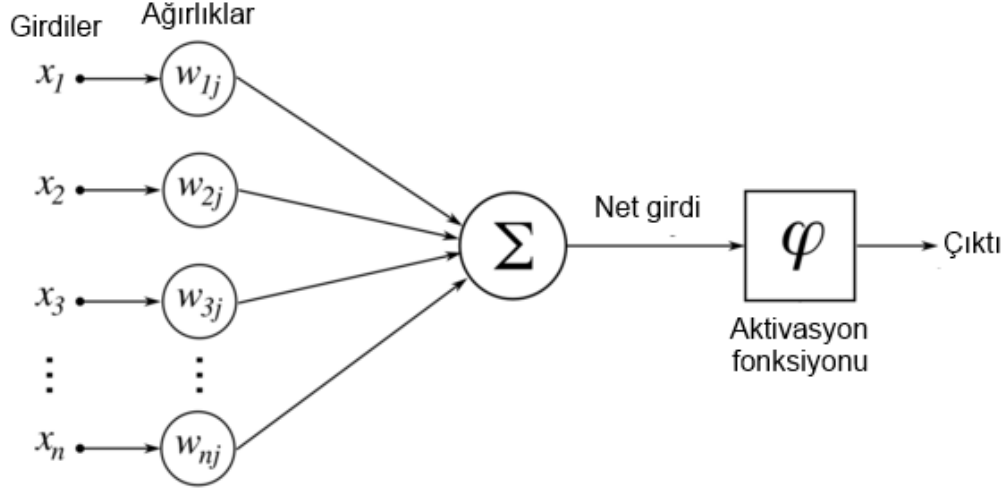 Girdiler
Ağırlıklar
x1
w1j
x2
w2j
x3
w3j
⋮
⋮
xn
wnj
Σ
Net girdi
φ
Aktivasyon
fonksiyonu
Çıktı